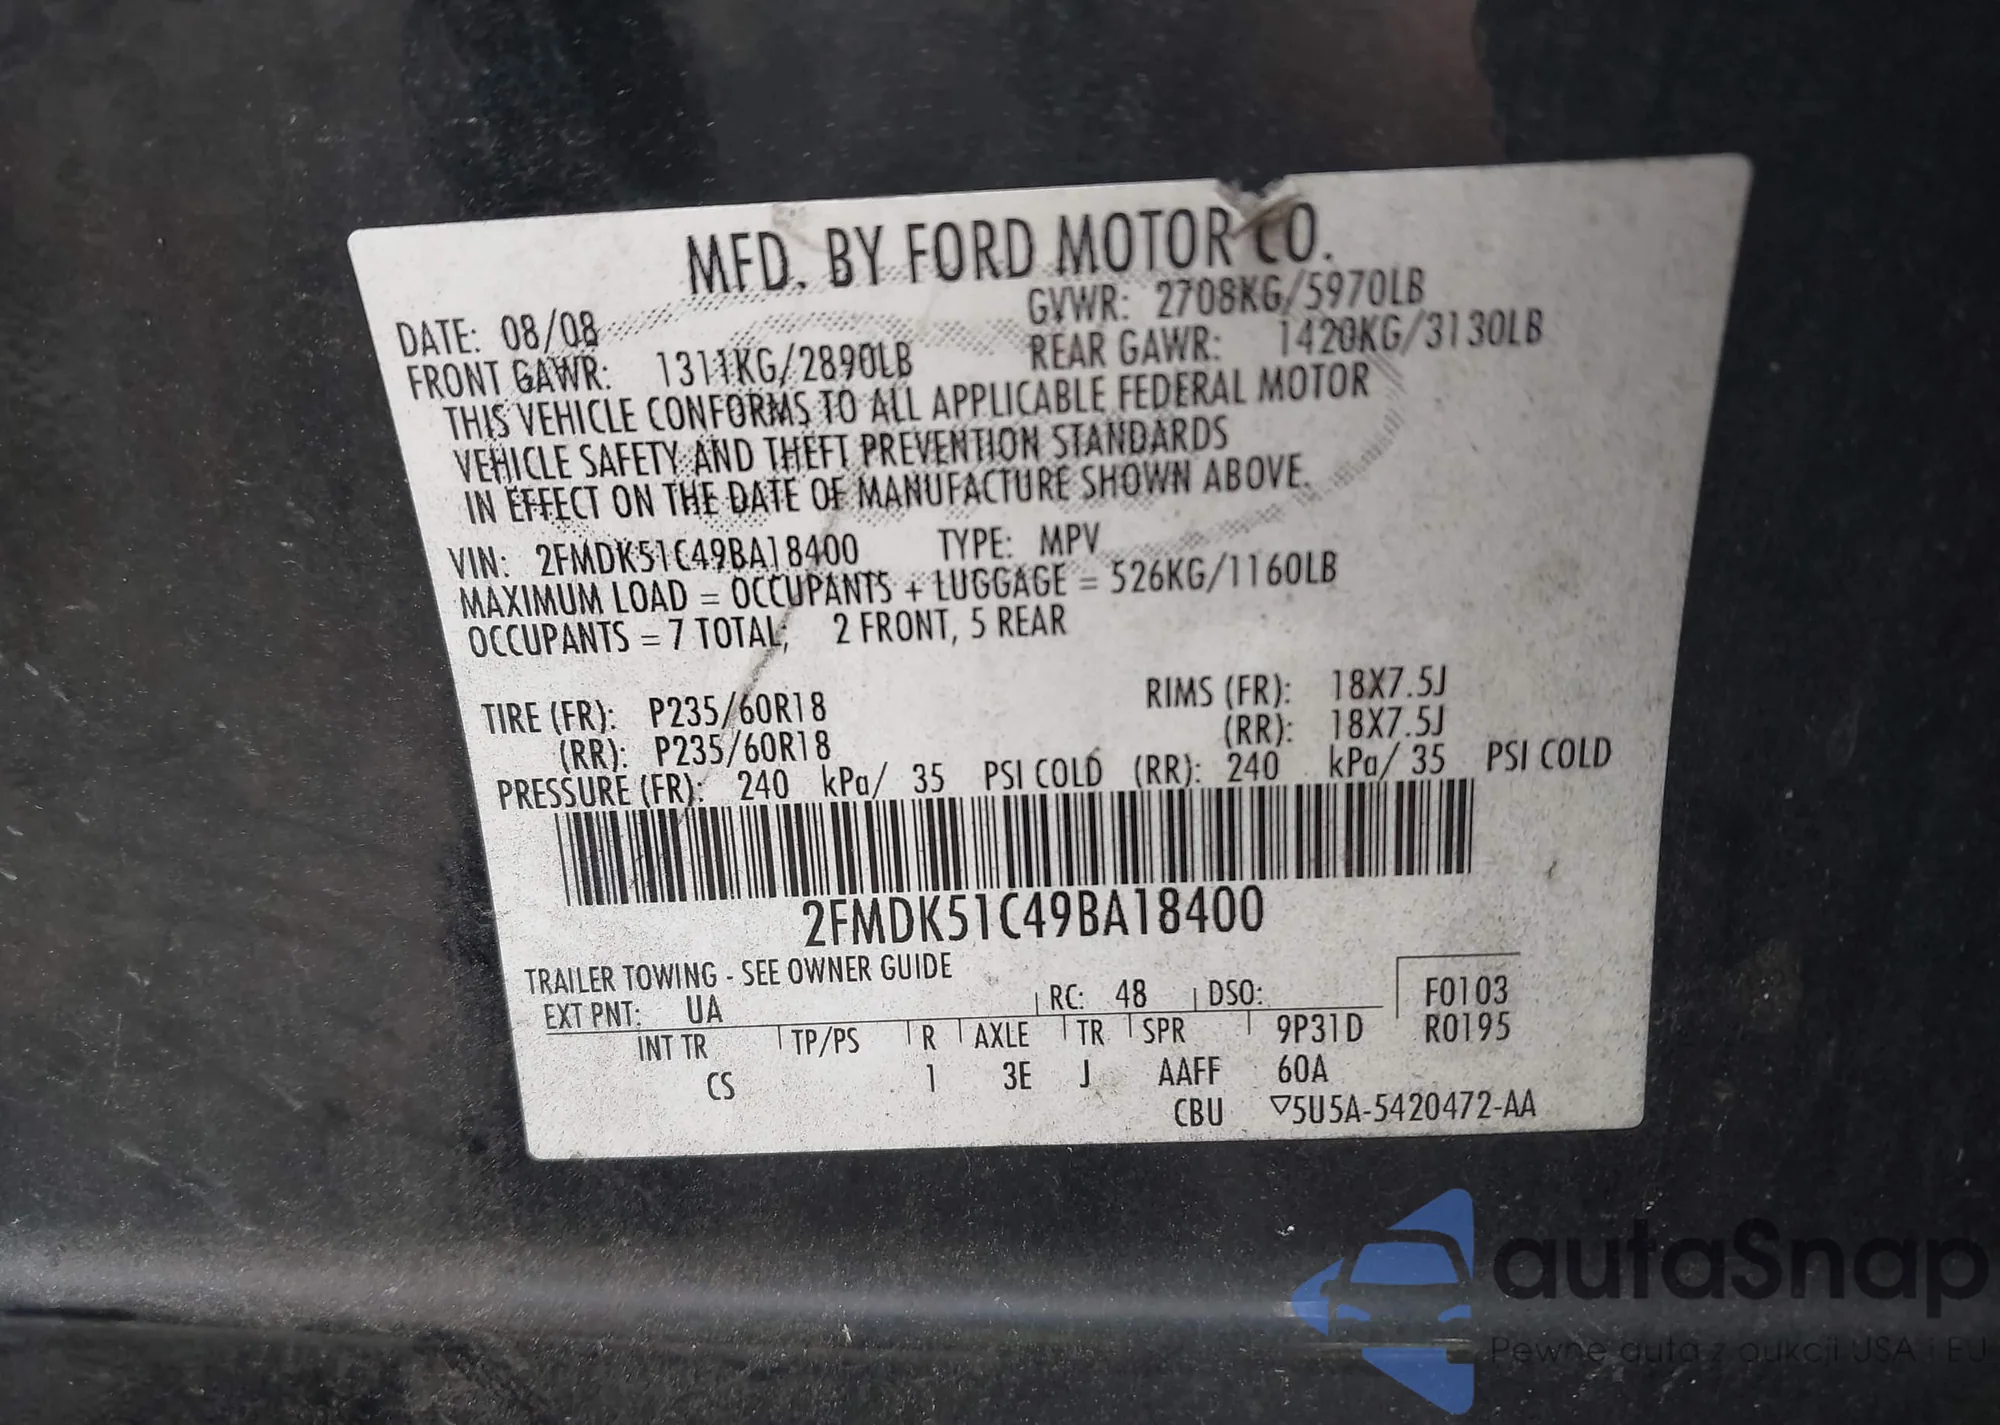 MFD. BY FORD MOTOR CO.
DATE: 08/08 GVWR: 2708KG/5970LB
FRONT GAWR: 1311KG/2890LB REAR GAWR: 1420KG/3130LB
THIS VEHICLE CONFORMS TO ALL APPLICABLE FEDERAL MOTOR
VEHICLE SAFETY AND THEFT PREVENTION STANDARDS
IN EFFECT ON THE DATE OF MANUFACTURE SHOWN ABOVE.
VIN: 2FMDK51C49BA18400 TYPE: MPV
MAXIMUM LOAD = OCCUPANTS + LUGGAGE = 526KG/1160LB
OCCUPANTS = 7 TOTAL; 2 FRONT, 5 REAR
TIRE (FR): P235/60R18 RIMS (FR): 18X7.5J
(RR): P235/60R18 (RR): 18X7.5J
PRESSURE (FR): 240 kPa/ 35 PSI COLD (RR): 240 kPa/ 35 PSI COLD
2FMDK51C49BA18400
TRAILER TOWING - SEE OWNER GUIDE
EXT PNT: UA RC: 48 DSO: F0103
INT TR TP/PS R AXLE TR SPR 9P31D R0195
CS 1 3E J AAFF 60A
CBU ▽5U5A-5420472-AA
autaSnap
Pewne auta z aukcji USA i EU